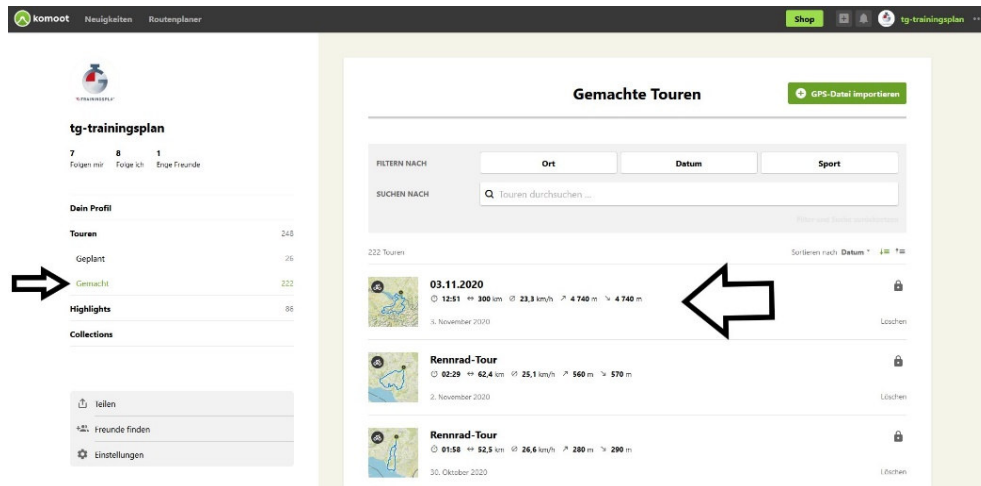 komoot Neuigkeiten Routenplaner Shop tg-trainingsplan
tg-trainingsplan
7 8 1
Folgen mir Folge ich Enge Freunde
Dein Profil
Touren 248
Geplant 26
Gemacht 222
Highlights 86
Collections
Teilen
Freunde finden
Einstellungen
Gemachte Touren
GPS-Datei importieren
FILTERN NACH Ort Datum Sport
SUCHEN NACH Touren durchsuchen ...
222 Touren Sortieren nach Datum
03.11.2020
12:51 300 km 23,3 km/h 4 740 m 4 740 m
3. November 2020 Löschen
Rennrad-Tour
02:29 62,4 km 25,1 km/h 560 m 570 m
2. November 2020 Löschen
Rennrad-Tour
01:58 52,5 km 26,6 km/h 280 m 290 m
30. Oktober 2020 Löschen